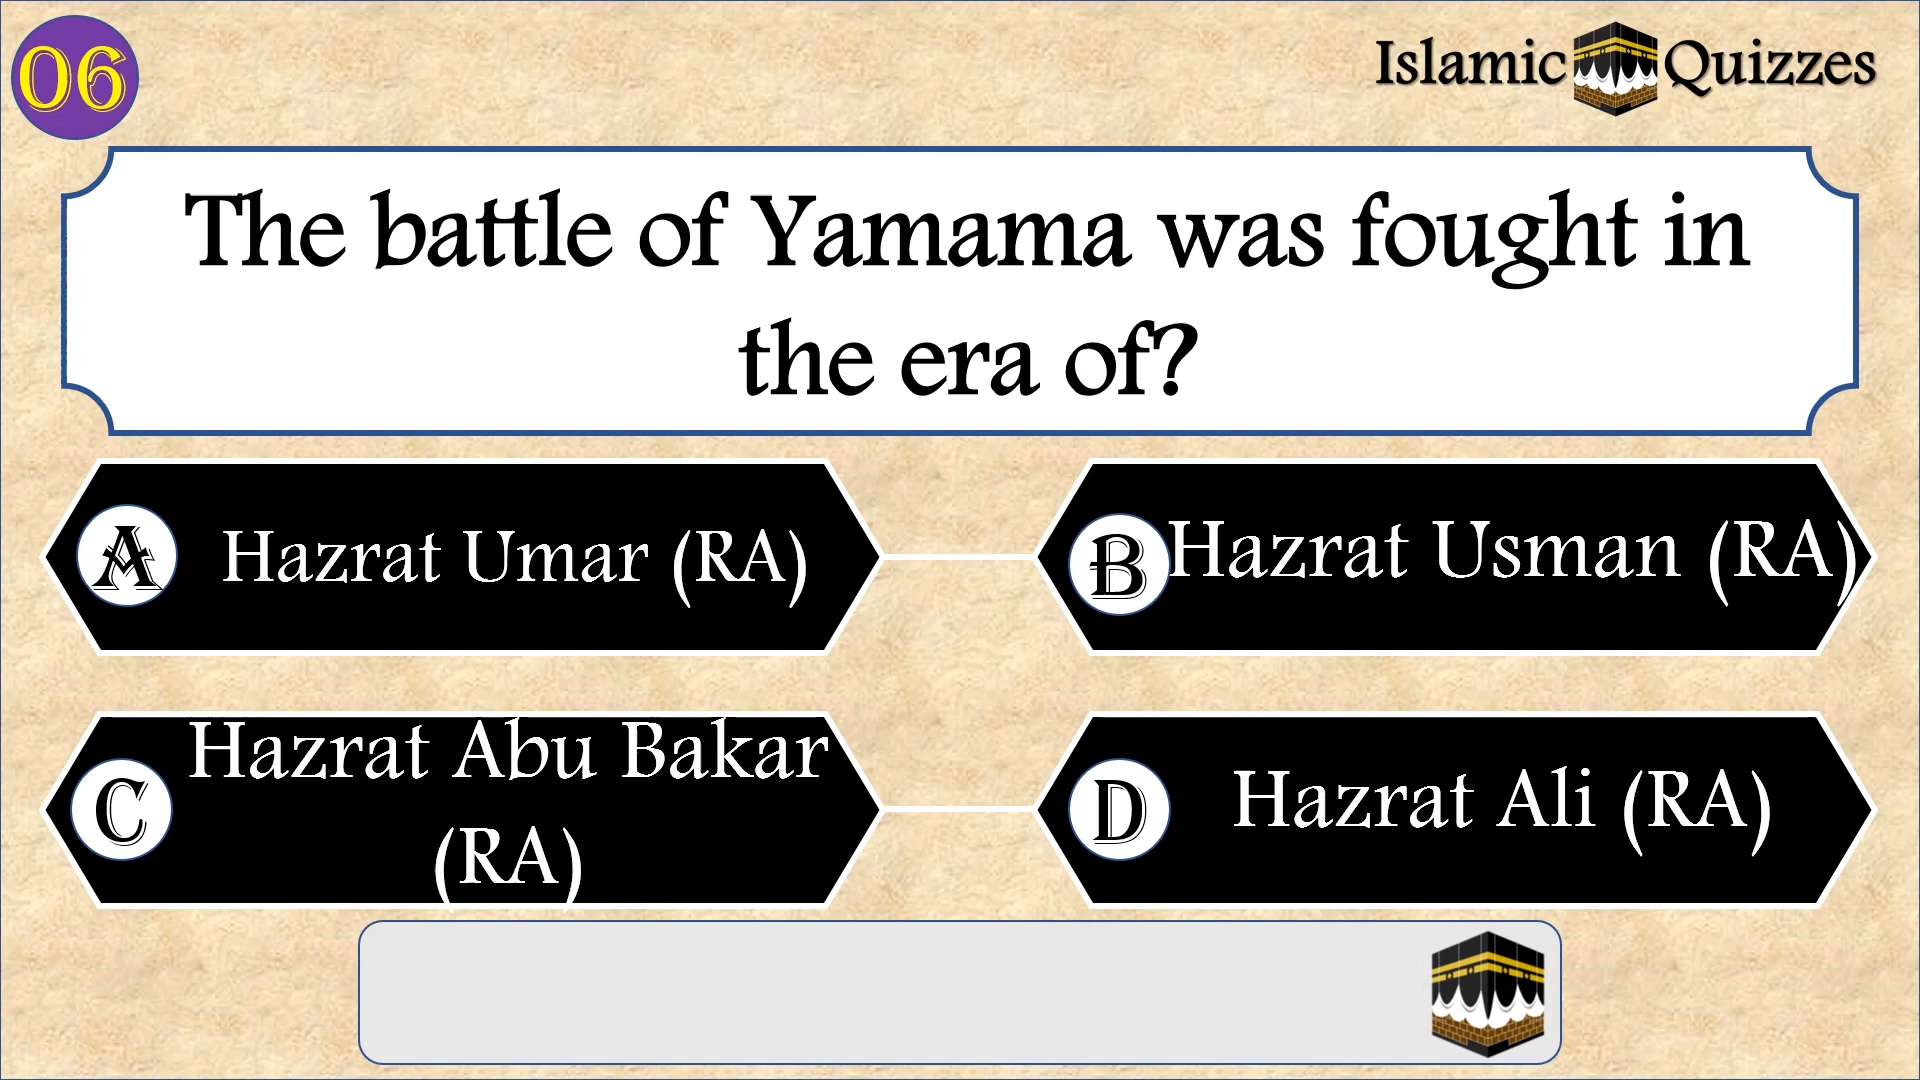 06
Islamic Quizzes
The battle of Yamama was fought in
the era of?
A Hazrat Umar (RA)
B Hazrat Usman (RA)
C Hazrat Abu Bakar
(RA)
D Hazrat Ali (RA)